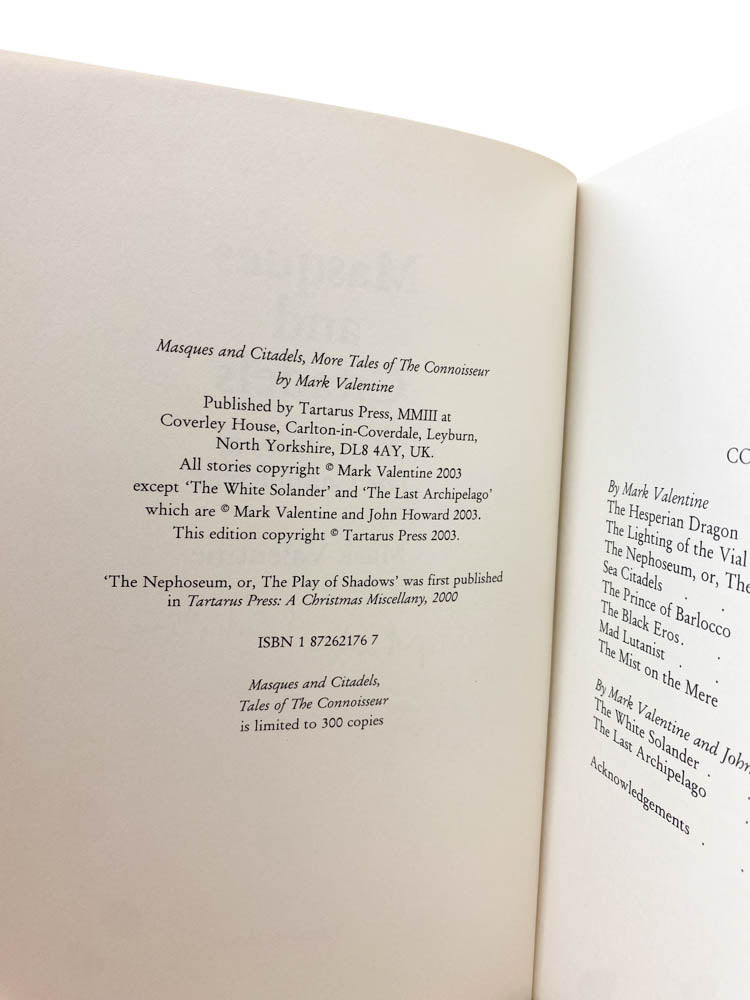 Masques and Citadels, More Tales of The Connoisseur
by Mark Valentine
Published by Tartarus Press, MMIII at
Coverley House, Carlton-in-Coverdale, Leyburn,
North Yorkshire, DL8 4AY, UK.
All stories copyright © Mark Valentine 2003
except ‘The White Solander’ and ‘The Last Archipelago’
which are © Mark Valentine and John Howard 2003.
This edition copyright © Tartarus Press 2003.
‘The Nephoseum, or, The Play of Shadows’ was first published
in Tartarus Press: A Christmas Miscellany, 2000
ISBN 1 87262176 7
Masques and Citadels,
Tales of The Connoisseur
is limited to 300 copies
CO
By Mark Valentine
The Hesperian Dragon
The Lighting of the Vial
The Nephoseum, or, The
Sea Citadels . .
The Prince of Barlocco
The Black Eros. .
Mad Lutanist . .
The Mist on the Mere
By Mark Valentine and John
The White Solander .
The Last Archipelago .
Acknowledgements . .